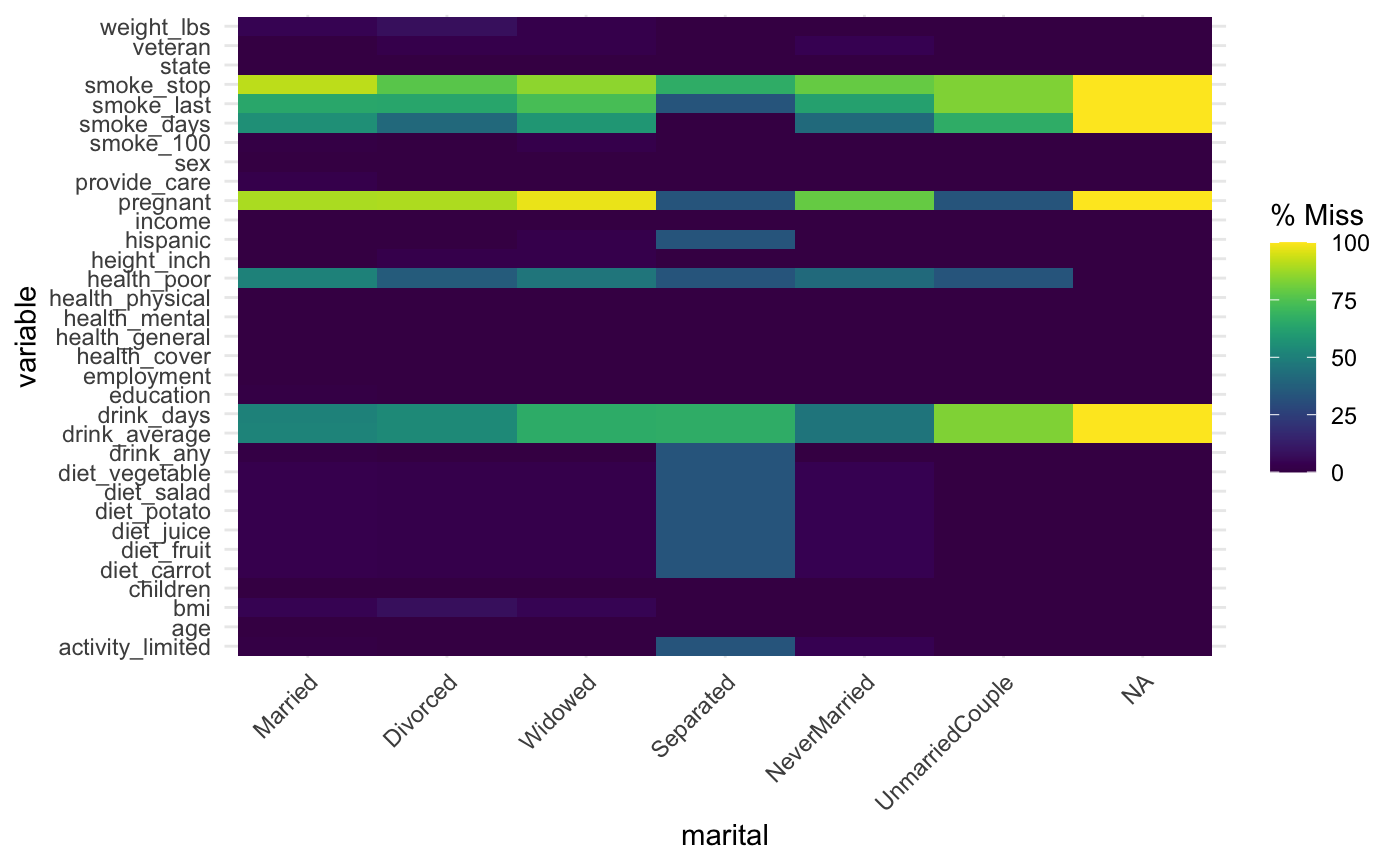 weight_lbs
veteran
state
smoke_stop
smoke_last
smoke_days
smoke_100
sex
provide_care
pregnant
income
hispanic
height_inch
health_poor
health_physical
health_mental
health_general
health_cover
employment
education
drink_days
drink_average
drink_any
diet_vegetable
diet_salad
diet_potato
diet_juice
diet_fruit
diet_carrot
children
bmi
age
activity_limited
variable
Married
Divorced
Widowed
Separated
NeverMarried
UnmarriedCouple
NA
marital
% Miss
100
75
50
25
0